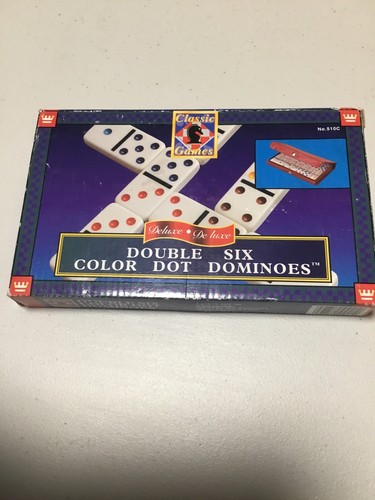 Classic
Games
No.510C
Deluxe • De luxe
DOUBLE SIX
COLOR DOT DOMINOES™